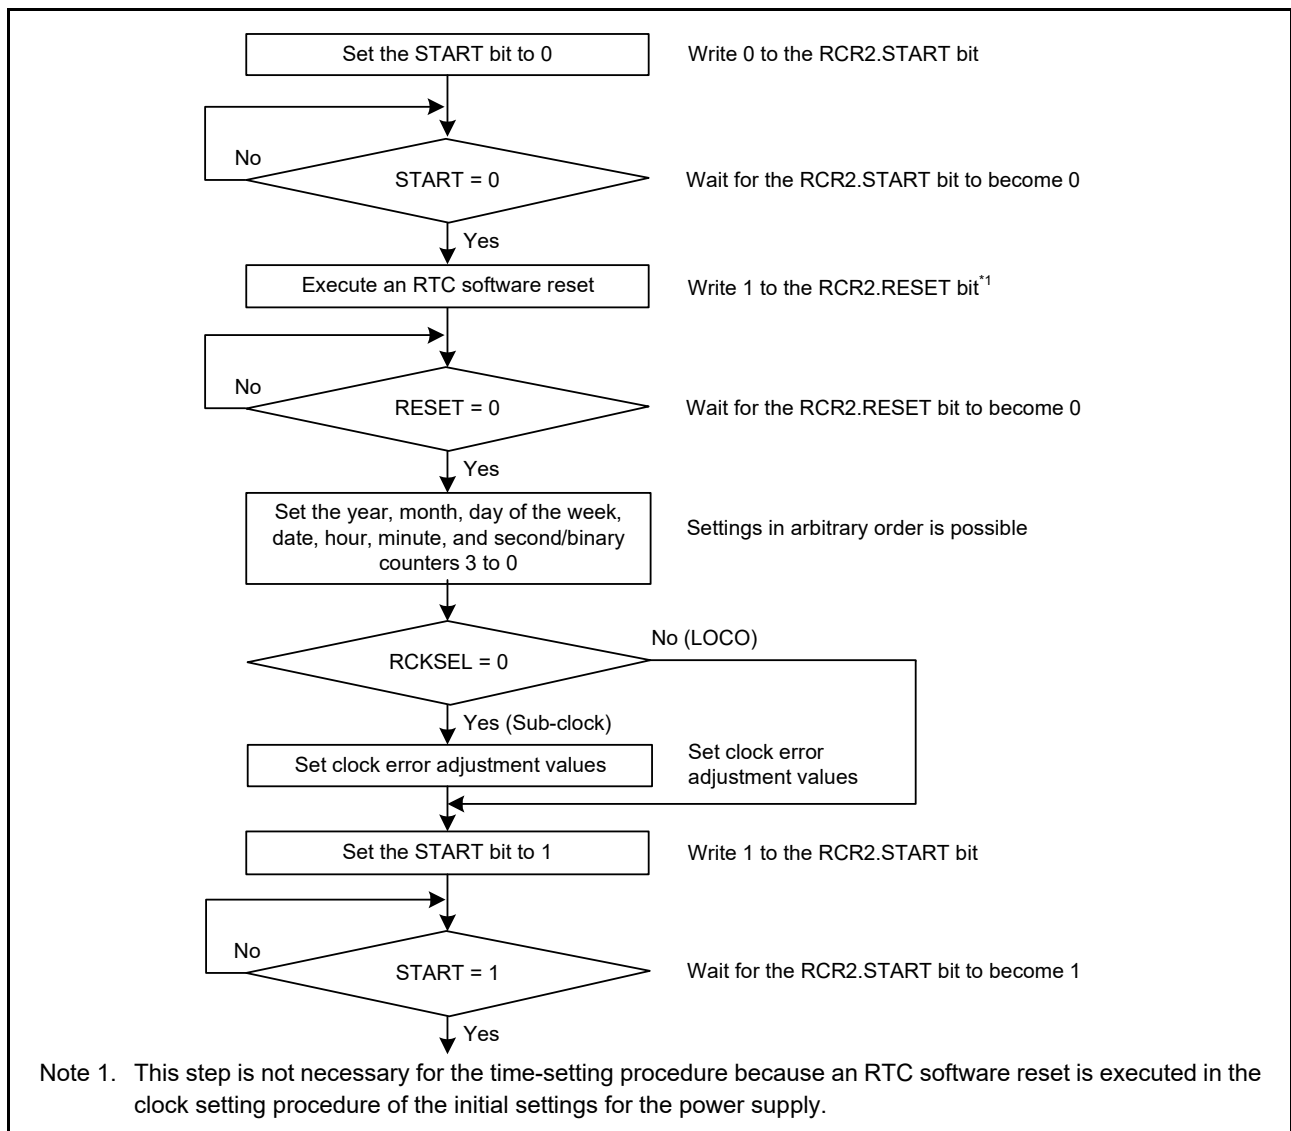 Set the START bit to 0
Write 0 to the RCR2.START bit
No
START = 0
Wait for the RCR2.START bit to become 0
Yes
Execute an RTC software reset
Write 1 to the RCR2.RESET bit*1
No
RESET = 0
Wait for the RCR2.RESET bit to become 0
Yes
Set the year, month, day of the week,
date, hour, minute, and second/binary
counters 3 to 0
Settings in arbitrary order is possible
No (LOCO)
RCKSEL = 0
Yes (Sub-clock)
Set clock error adjustment values
Set clock error
adjustment values
Set the START bit to 1
Write 1 to the RCR2.START bit
No
START = 1
Wait for the RCR2.START bit to become 1
Yes
Note 1. This step is not necessary for the time-setting procedure because an RTC software reset is executed in the
clock setting procedure of the initial settings for the power supply.